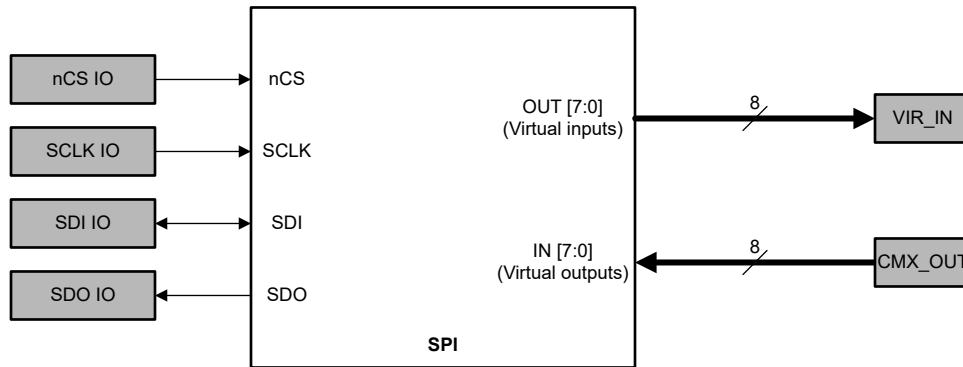 nCS IO
SCLK IO
SDI IO
SDO IO
nCS
SCLK
SDI
SDO
OUT [7:0]
(Virtual inputs)
IN [7:0]
(Virtual outputs)
SPI
8
VIR_IN
8
CMX_OUT